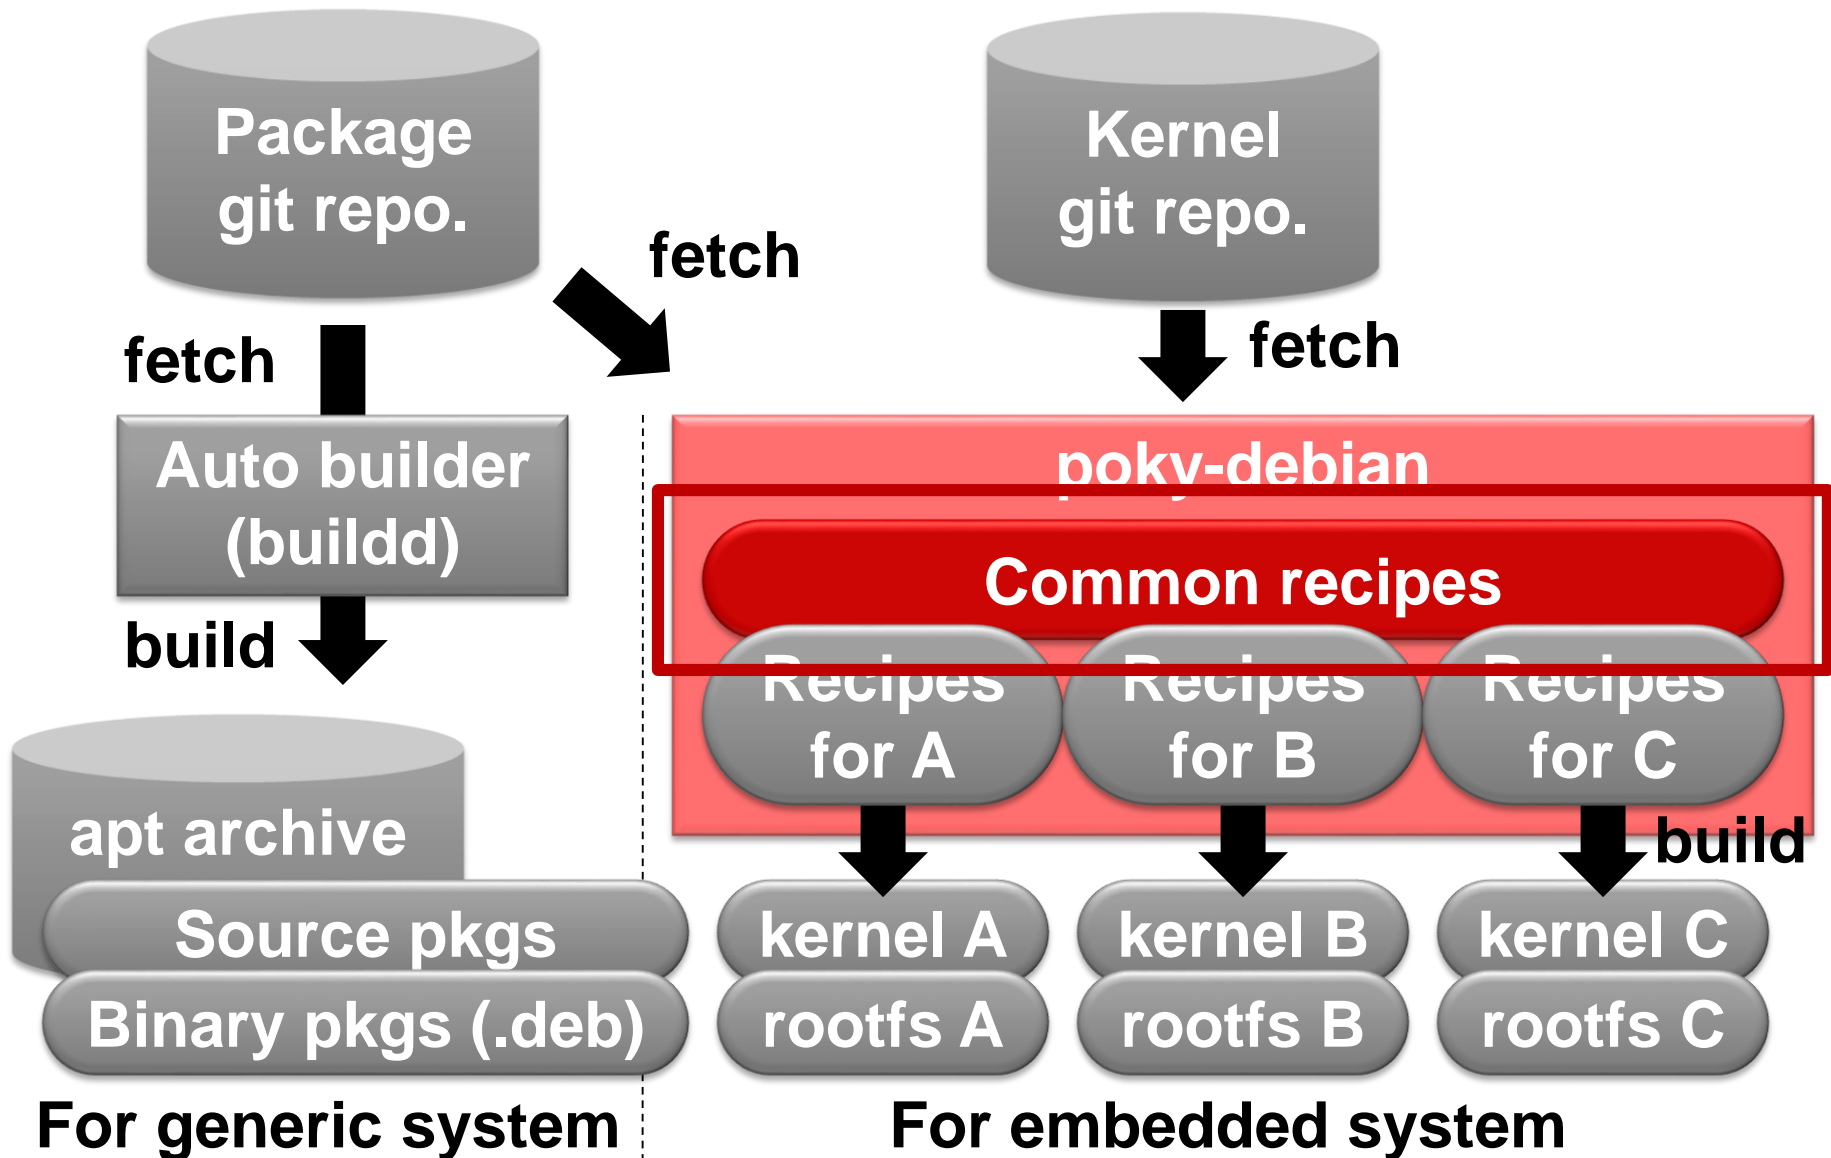 Package
git repo.
Kernel
git repo.
fetch
fetch
fetch
Auto builder
(buildd)
build
poky-debian
Common recipes
Recipes
for A
Recipes
for B
Recipes
for C
build
apt archive
Source pkgs
Binary pkgs (.deb)
kernel A
rootfs A
kernel B
rootfs B
kernel C
rootfs C
For generic system
For embedded system